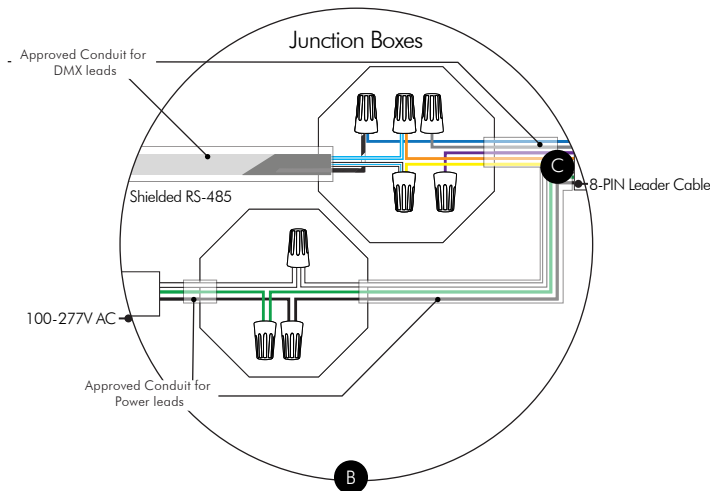 Junction Boxes
Approved Conduit for
DMX leads
C
8-PIN Leader Cable
Shielded RS-485
100-277V AC
Approved Conduit for
Power leads
B